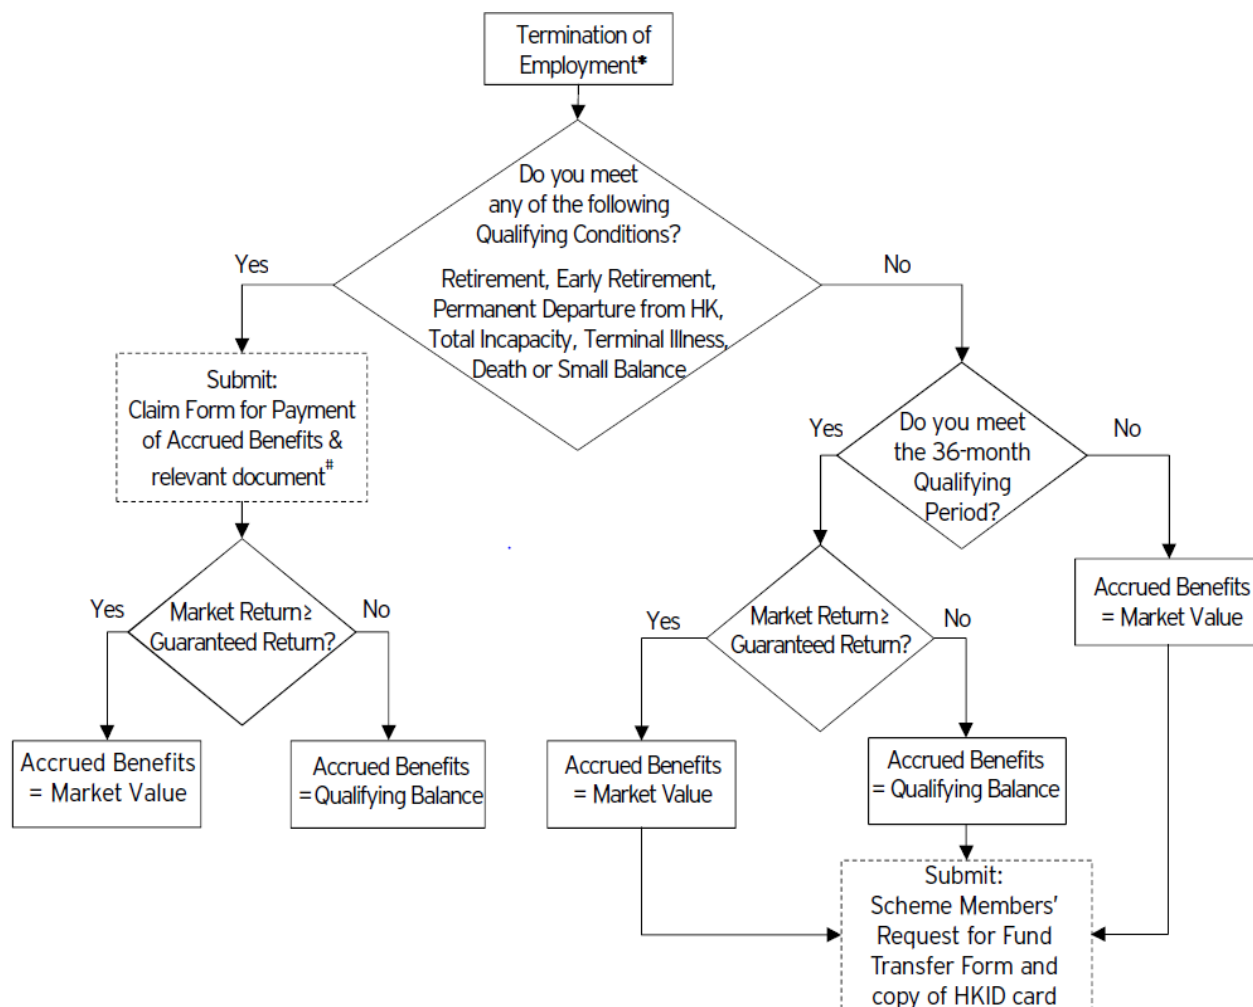 Termination of
Employment*
Do you meet
any of the following
Qualifying Conditions?
Retirement, Early Retirement,
Permanent Departure from HK,
Total Incapacity, Terminal Illness,
Death or Small Balance
Yes
No
Submit:
Claim Form for Payment
of Accrued Benefits &
relevant document#
Do you meet
the 36-month
Qualifying
Period?
Yes
No
Market Return≥
Guaranteed Return?
Yes
No
Market Return≥
Guaranteed Return?
Yes
No
Accrued Benefits
= Market Value
Accrued Benefits
= Market Value
Accrued Benefits
=Qualifying Balance
Accrued Benefits
= Market Value
Accrued Benefits
= Qualifying Balance
Submit:
Scheme Members'
Request for Fund
Transfer Form and
copy of HKID card